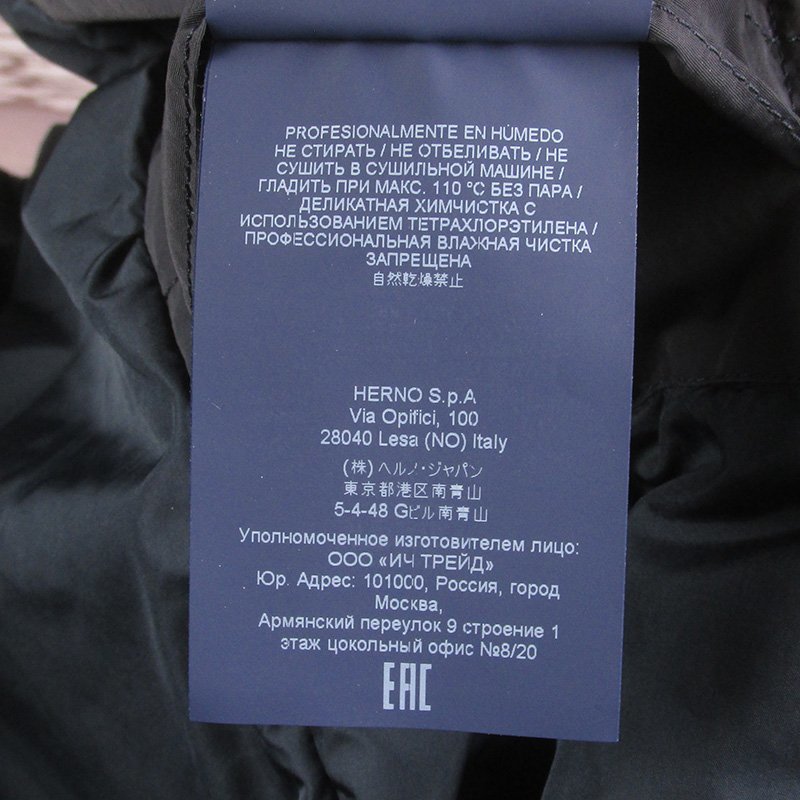 PROFESIONALMENTE EN HÚMEDO
НЕ СТИРАТЬ / НЕ ОТБЕЛИВАТЬ / НЕ
СУШИТЬ В СУШИЛЬНОЙ МАШИНЕ /
ГЛАДИТЬ ПРИ МАКС. 110 °C БЕЗ ПАРА /
ДЕЛИКАТНАЯ ХИМЧИСТКА С
ИСПОЛЬЗОВАНИЕМ ТЕТРАХЛОРЭТИЛЕНА /
ПРОФЕССИОНАЛЬНАЯ ВЛАЖНАЯ ЧИСТКА
ЗАПРЕЩЕНА
自然乾燥禁止
HERNO S.p.A
Via Opifici, 100
28040 Lesa (NO) Italy
(株) ヘルノ・ジャパン
東京都港区南青山
5-4-48 Gビル南青山
Уполномоченное изготовителем лицо:
ООО «ИЧ ТРЕЙД»
Юр. Адрес: 101000, Россия, город
Москва,
Армянский переулок 9 строение 1
этаж цокольный офис №8/20
EAC